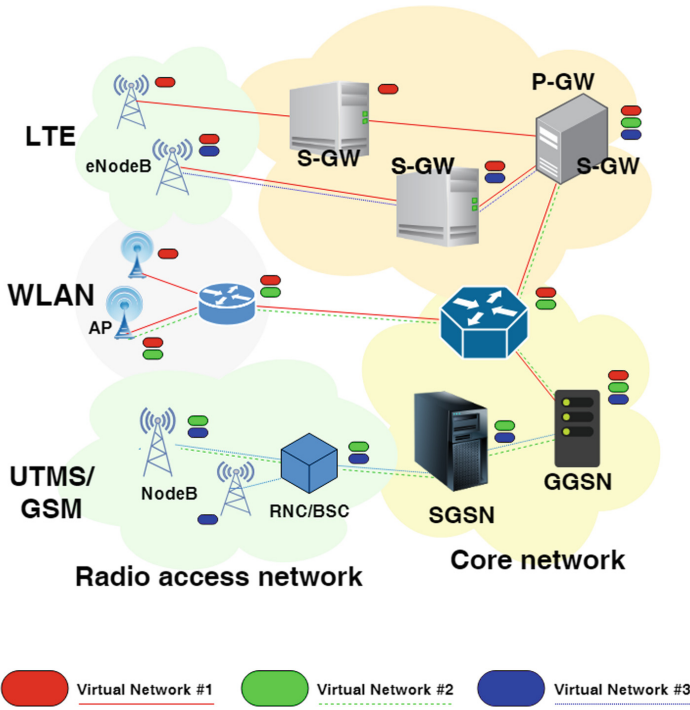 P-GW
LTE
S-GW
eNodeB
S-GW
S-GW
WLAN
AP
UTMS/
GSM
NodeB
RNC/BSC
SGSN
GGSN
Core network
Radio access network
Virtual Network #1
Virtual Network #2
Virtual Network #3